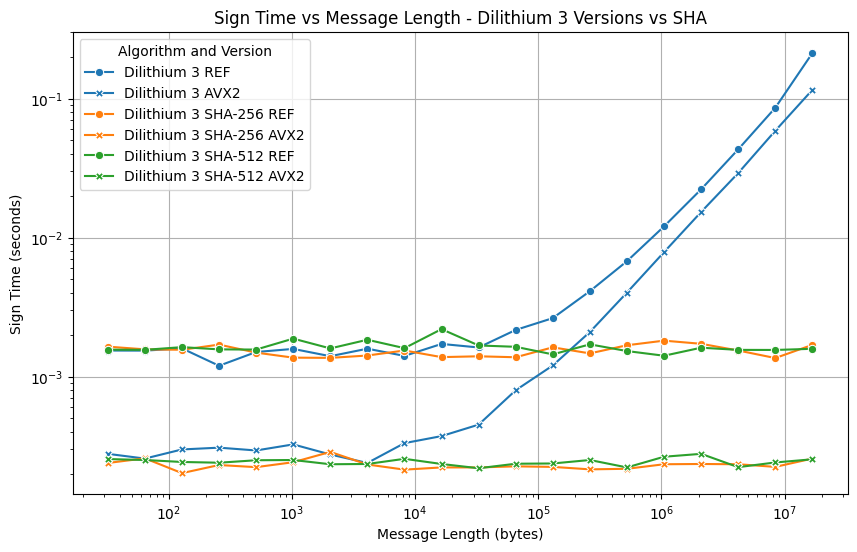 Sign Time vs Message Length - Dilithium 3 Versions vs SHA
Algorithm and Version
Dilithium 3 REF
Dilithium 3 AVX2
Dilithium 3 SHA-256 REF
Dilithium 3 SHA-256 AVX2
Dilithium 3 SHA-512 REF
Dilithium 3 SHA-512 AVX2
Sign Time (seconds)
10⁻¹
10⁻²
10⁻³
10² 10³ 10⁴ 10⁵ 10⁶ 10⁷
Message Length (bytes)